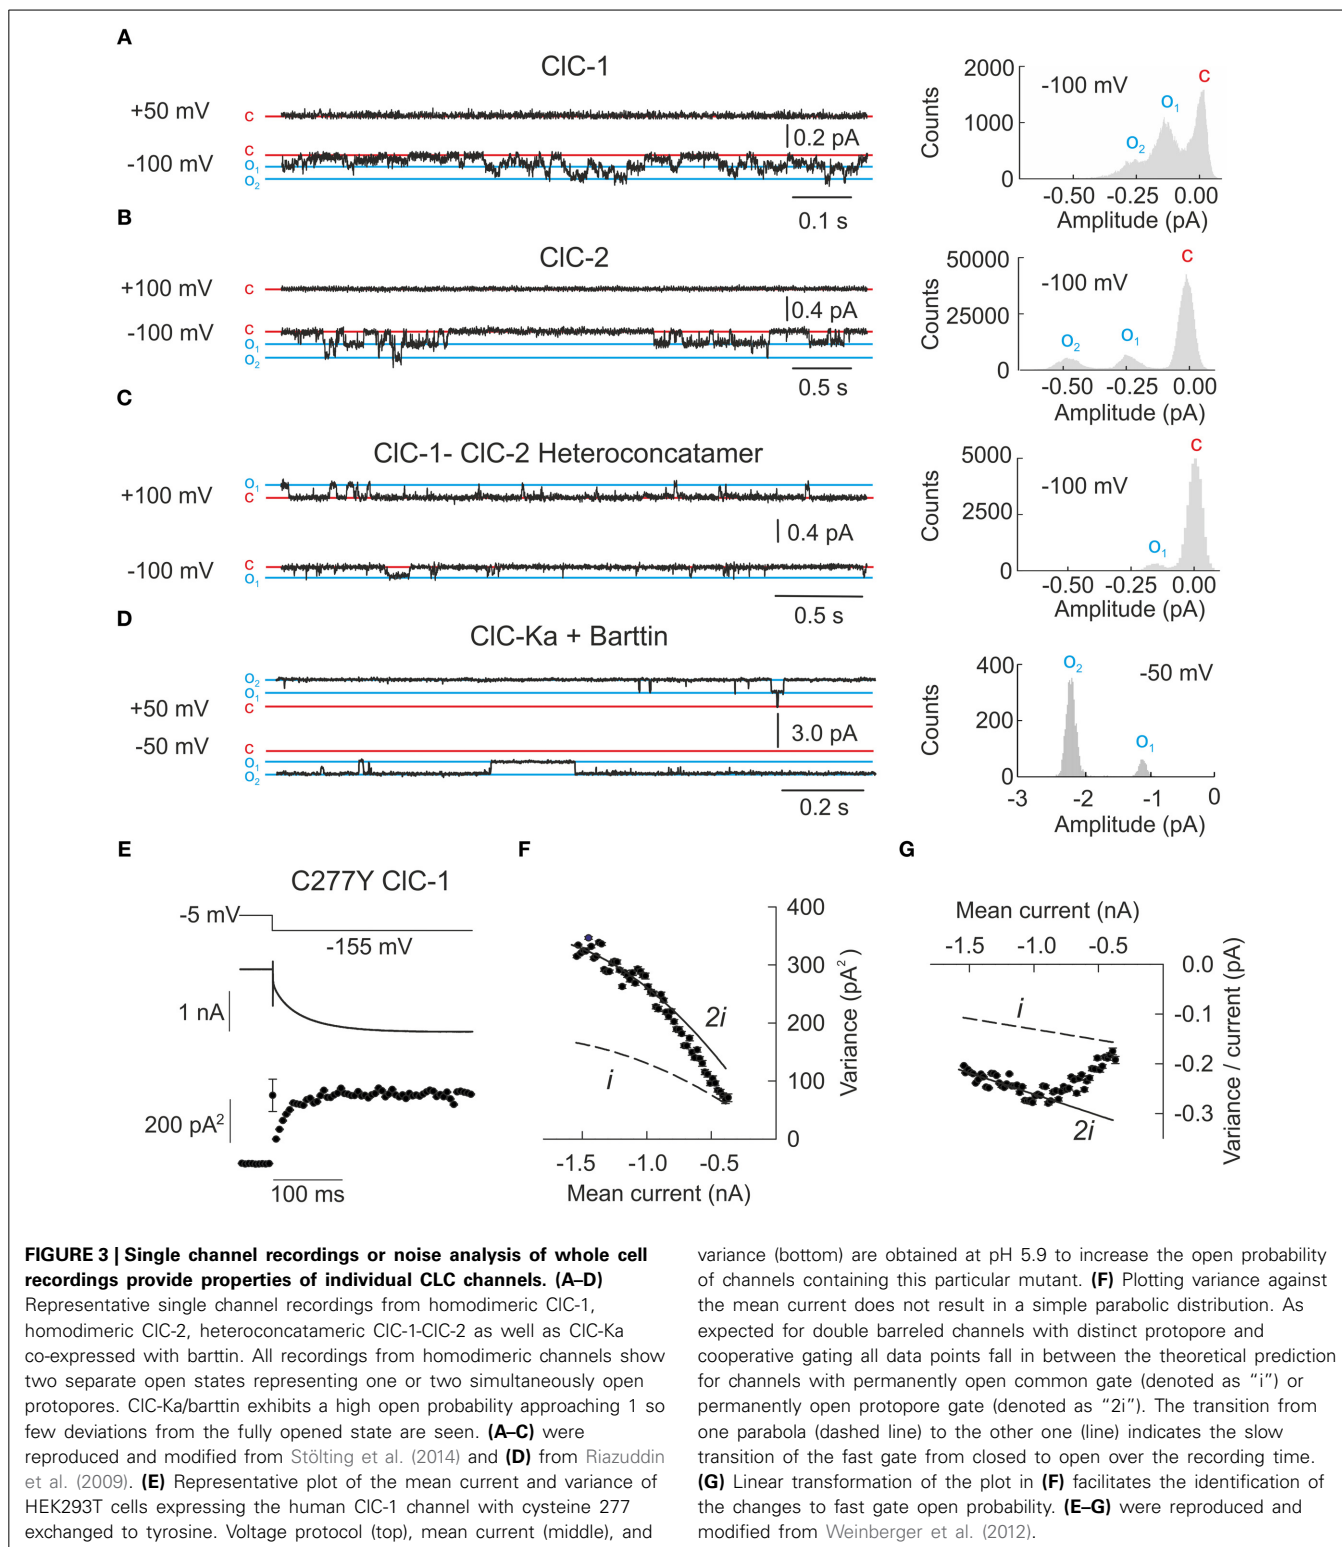 A
ClC-1
+50 mV
c
0.2 pA
-100 mV
c
o1
o2
0.1 s
2000
1000
0
Counts
-100 mV
o2
o1
c
-0.50 -0.25 0.00
Amplitude (pA)
B
ClC-2
+100 mV
c
0.4 pA
-100 mV
c
o1
o2
0.5 s
50000
25000
0
Counts
-100 mV
o2
o1
c
-0.50 -0.25 0.00
Amplitude (pA)
C
ClC-1- ClC-2 Heteroconcatamer
+100 mV
o1
c
0.4 pA
-100 mV
c
o1
0.5 s
5000
2500
0
Counts
-100 mV
o1
c
-0.50 -0.25 0.00
Amplitude (pA)
D
ClC-Ka + Barttin
o2
o1
+50 mV
c
3.0 pA
-50 mV
c
o1
o2
0.2 s
400
200
0
Counts
o2
-50 mV
o1
-3 -2 -1 0
Amplitude (pA)
E
C277Y ClC-1
-5 mV
-155 mV
1 nA
200 pA²
100 ms
F
400
300
200
100
0
Variance (pA²)
2i
i
-1.5 -1.0 -0.5
Mean current (nA)
G
Mean current (nA)
-1.5 -1.0 -0.5
0.0
-0.1
-0.2
-0.3
Variance / current (pA)
i
2i
FIGURE 3 | Single channel recordings or noise analysis of whole cell
recordings provide properties of individual CLC channels. (A–D)
Representative single channel recordings from homodimeric ClC-1,
homodimeric ClC-2, heteroconcatameric ClC-1-ClC-2 as well as ClC-Ka
co-expressed with barttin. All recordings from homodimeric channels show
two separate open states representing one or two simultaneously open
protopores. ClC-Ka/barttin exhibits a high open probability approaching 1 so
few deviations from the fully opened state are seen. (A–C) were
reproduced and modified from Stölting et al. (2014) and (D) from Riazuddin
et al. (2009). (E) Representative plot of the mean current and variance of
HEK293T cells expressing the human ClC-1 channel with cysteine 277
exchanged to tyrosine. Voltage protocol (top), mean current (middle), and
variance (bottom) are obtained at pH 5.9 to increase the open probability
of channels containing this particular mutant. (F) Plotting variance against
the mean current does not result in a simple parabolic distribution. As
expected for double barreled channels with distinct protopore and
cooperative gating all data points fall in between the theoretical prediction
for channels with permanently open common gate (denoted as “i”) or
permanently open protopore gate (denoted as “2i”). The transition from
one parabola (dashed line) to the other one (line) indicates the slow
transition of the fast gate from closed to open over the recording time.
(G) Linear transformation of the plot in (F) facilitates the identification of
the changes to fast gate open probability. (E–G) were reproduced and
modified from Weinberger et al. (2012).